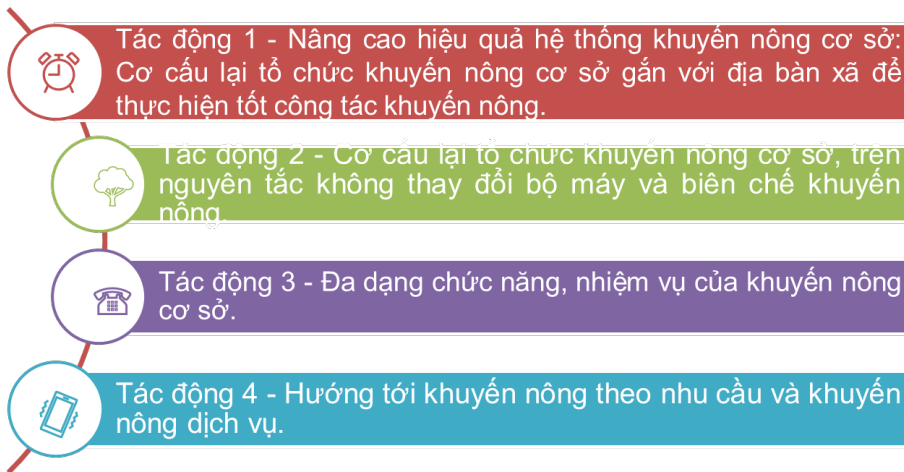 Tác động 1 - Nâng cao hiệu quả hệ thống khuyến nông cơ sở:
Cơ cấu lại tổ chức khuyến nông cơ sở gắn với địa bàn xã để
thực hiện tốt công tác khuyến nông.
Tác động 2 - Cơ cấu lại tổ chức khuyến nông cơ sở, trên
nguyên tắc không thay đổi bộ máy và biên chế khuyến
nông.
Tác động 3 - Đa dạng chức năng, nhiệm vụ của khuyến nông
cơ sở.
Tác động 4 - Hướng tới khuyến nông theo nhu cầu và khuyến
nông dịch vụ.